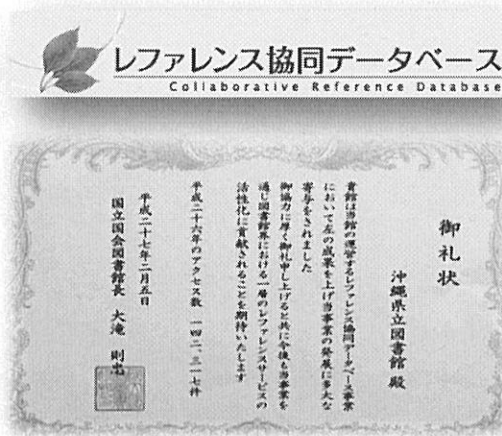 レファレンス協同データベース
Collaborative Reference Database
御礼状
沖縄県立図書館 殿
貴館は当館の運営するレファレンス協同データベース事業
において左の成果を上げ当事業の発展に多大な
寄与をされました
御協力に厚く御礼申し上げると共に今後も当事業を
通じ図書館界における一層のレファレンスサービスの
活性化に貢献されることを期待いたします
平成二十六年のアクセス数 一四二、三一七件
平成二十七年二月五日
国立国会図書館長 大滝 則忠